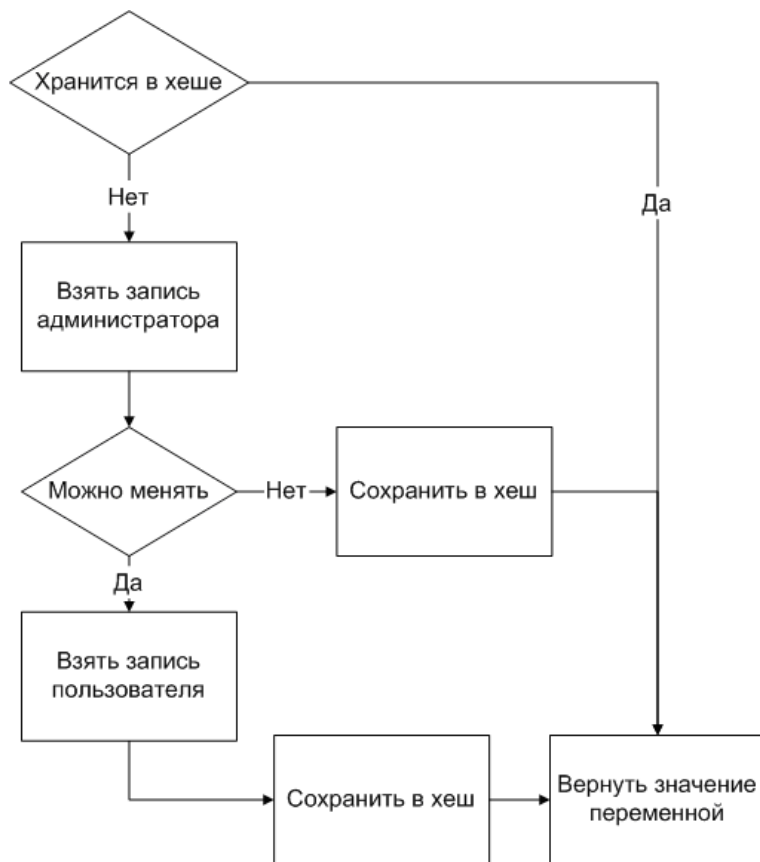 Хранится в хеше
Нет
Да
Взять запись
администратора
Можно менять
Нет
Сохранить в хеш
Да
Взять запись
пользователя
Сохранить в хеш
Вернуть значение
переменной